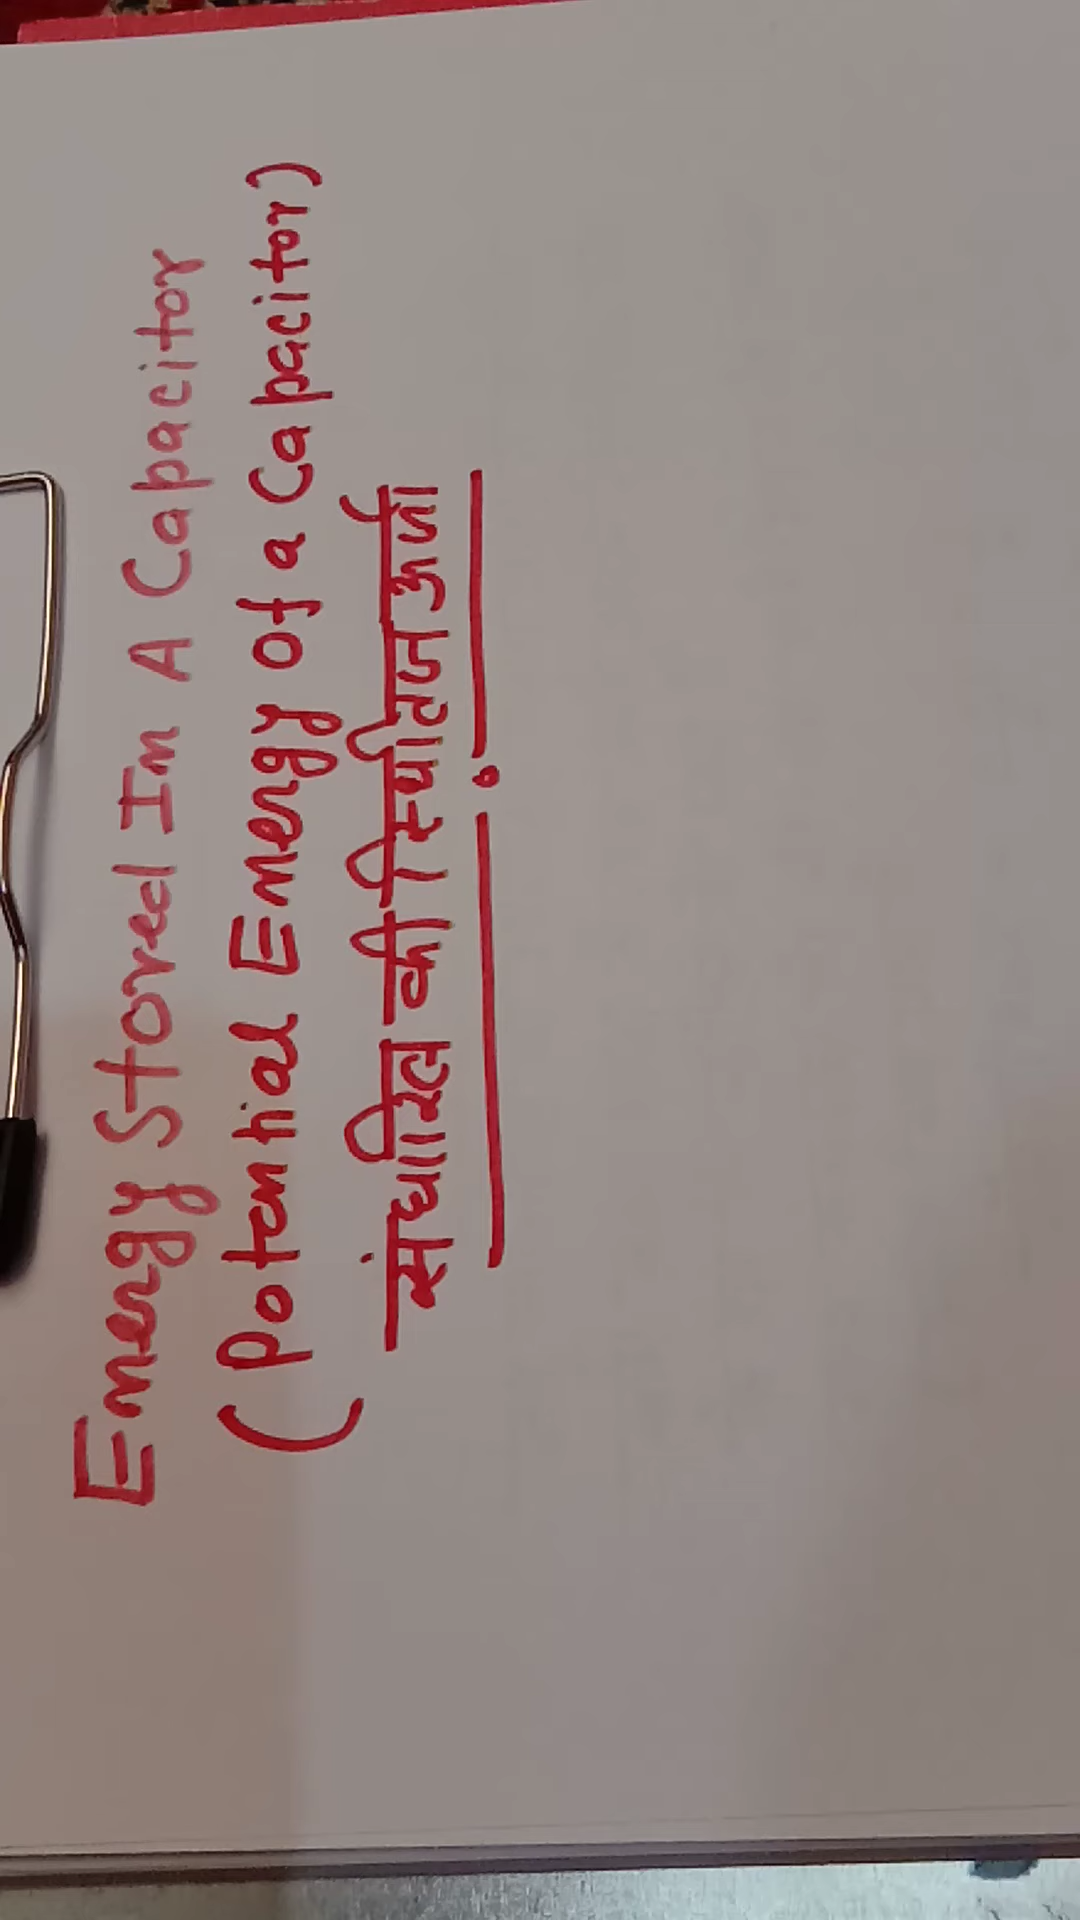 Energy Stored In A Capacitor
(Potential Energy of a Capacitor)
संधारित्र की स्थितिज ऊर्जा